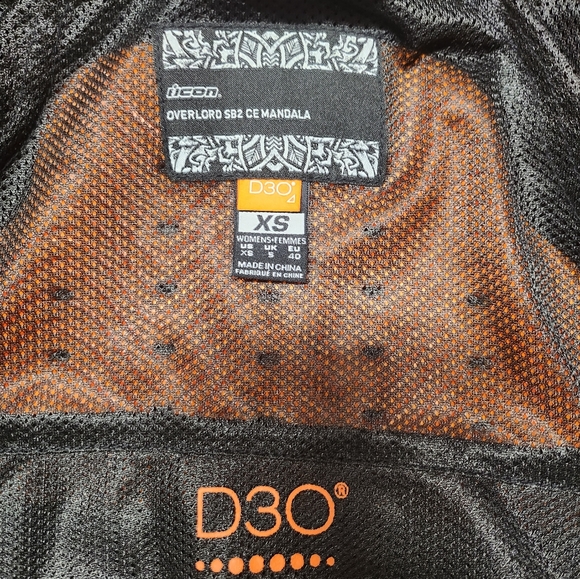 icon.
OVERLORD SB2 CE MANDALA
D3O®
XS
WOMENS•FEMMES
US UK EU
XS S 40
MADE IN CHINA
FABRIQUÉ EN CHINE
D3O®